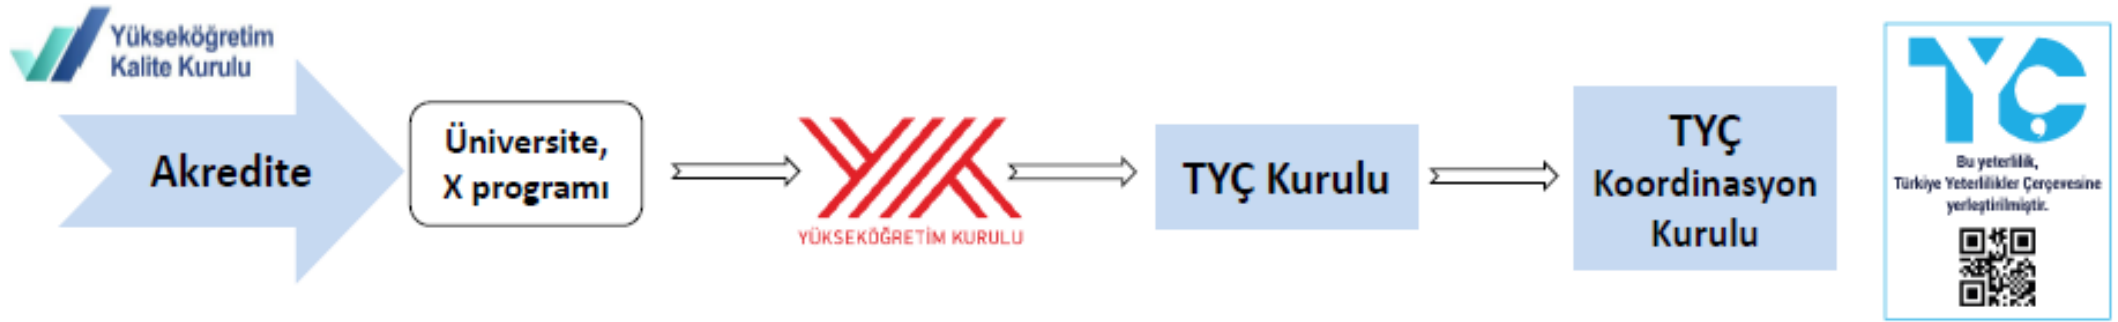 Yükseköğretim
Kalite Kurulu
Akredite
Üniversite,
X programı
YÜKSEKÖĞRETİM KURULU
TYÇ Kurulu
TYÇ
Koordinasyon
Kurulu
TYÇ
Bu yeterlilik,
Türkiye Yeterlilikler Çerçevesine
yerleştirilmiştir.